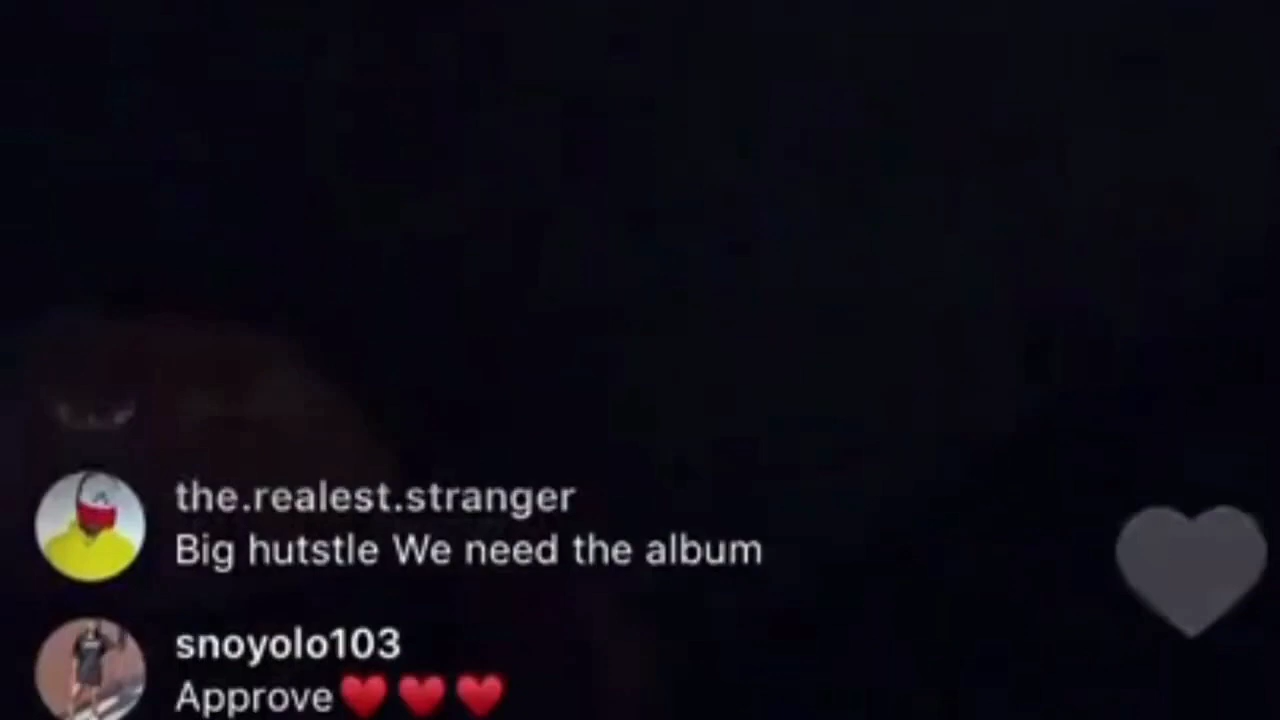 the.realest.stranger
Big hutstle We need the album
snoyolo103
Approve❤️❤️❤️